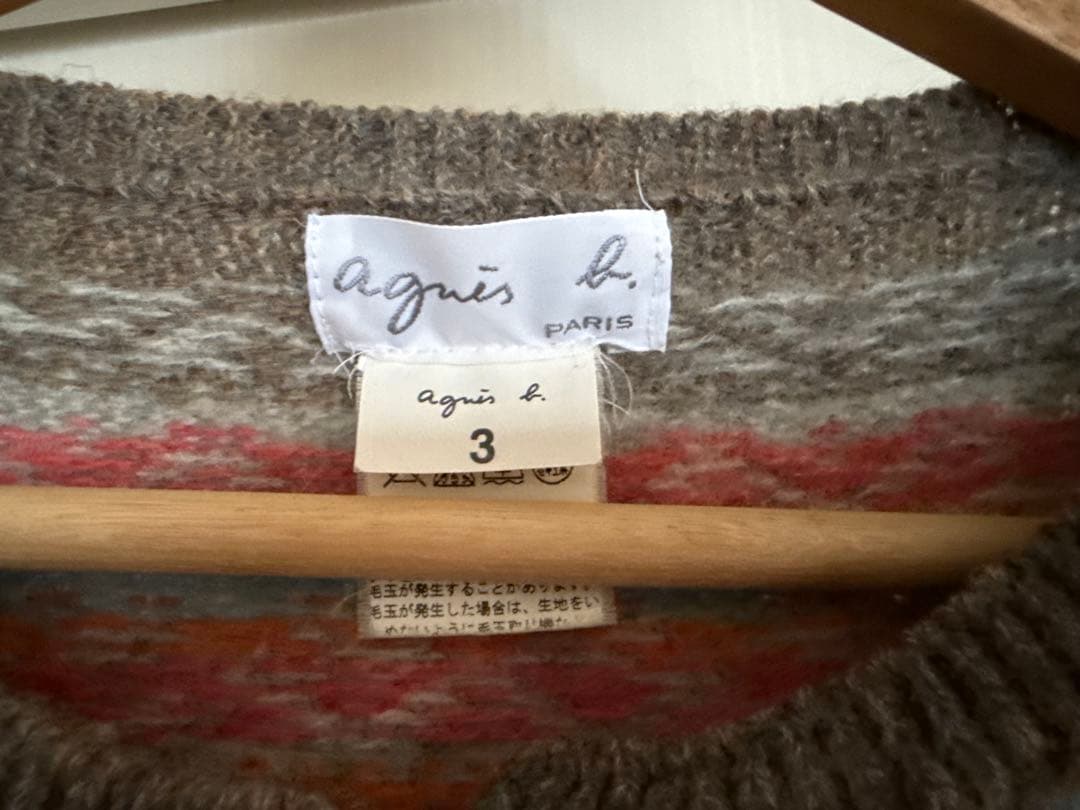 agnès b.
PARIS
agnès b.
3
毛玉が発生することがあります
毛玉が発生した場合は、生地をい